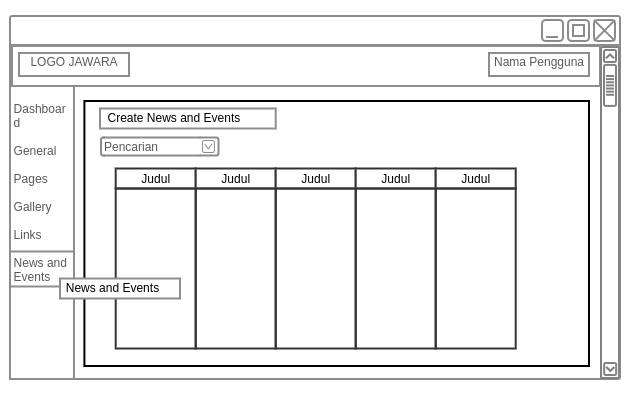 LOGO JAWARA
Nama Pengguna
Dashboar
d
General
Pages
Gallery
Links
News and
Events
News and Events
Create News and Events
Pencarian
Judul Judul Judul Judul Judul